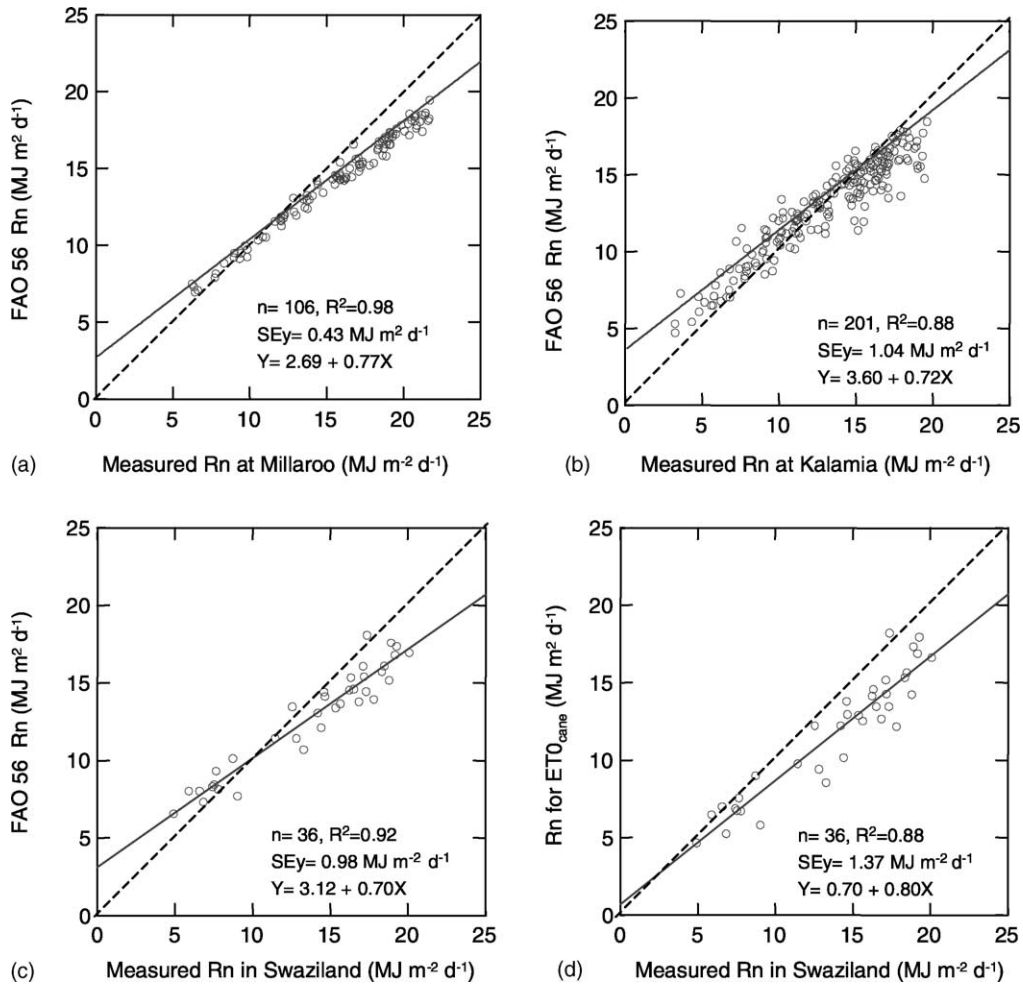 25
20
15
10
5
0
FAO 56 Rn (MJ m² d⁻¹)
n= 106, R²=0.98
SEy= 0.43 MJ m² d⁻¹
Y= 2.69 + 0.77X
0 5 10 15 20 25
(a) Measured Rn at Millaroo (MJ m⁻² d⁻¹)
25
20
15
10
5
0
FAO 56 Rn (MJ m² d⁻¹)
n= 201, R²=0.88
SEy= 1.04 MJ m² d⁻¹
Y= 3.60 + 0.72X
0 5 10 15 20 25
(b) Measured Rn at Kalamia (MJ m⁻² d⁻¹)
25
20
15
10
5
0
FAO 56 Rn (MJ m² d⁻¹)
n= 36, R²=0.92
SEy= 0.98 MJ m⁻² d⁻¹
Y= 3.12 + 0.70X
0 5 10 15 20 25
(c) Measured Rn in Swaziland (MJ m⁻² d⁻¹)
25
20
15
10
5
0
Rn for ET0cane (MJ m² d⁻¹)
n= 36, R²=0.88
SEy= 1.37 MJ m⁻² d⁻¹
Y= 0.70 + 0.80X
0 5 10 15 20 25
(d) Measured Rn in Swaziland (MJ m⁻² d⁻¹)